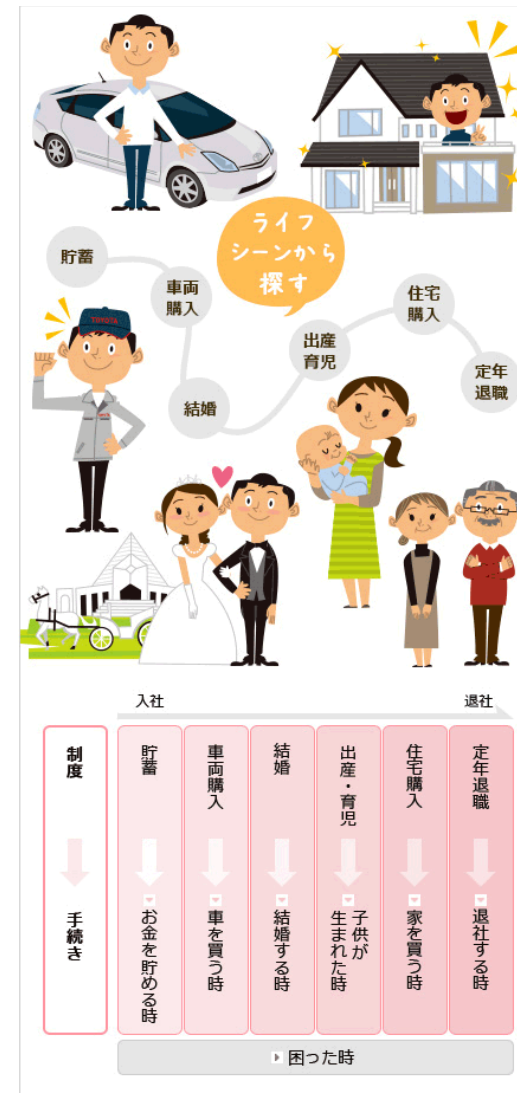 ライフ
シーンから
探す
貯蓄
車両
購入
結婚
出産
育児
住宅
購入
定年
退職
TOYOTA
入社
退社
制度
手続き
貯蓄
お金を貯める時
車両購入
車を買う時
結婚
結婚する時
出産・育児
子供が
生まれた時
住宅購入
家を買う時
定年退職
退社する時
困った時